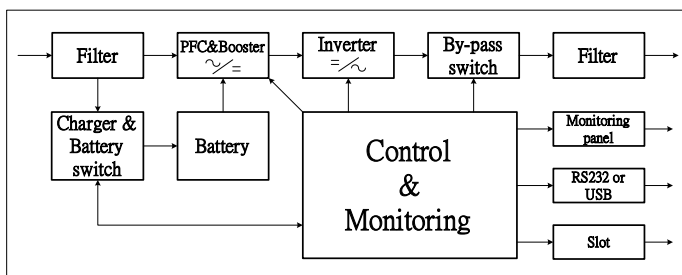 Filter
PFC&Booster
Inverter
By-pass
switch
Filter
Charger &
Battery
switch
Battery
Control
&
Monitoring
Monitoring
panel
RS232 or
USB
Slot